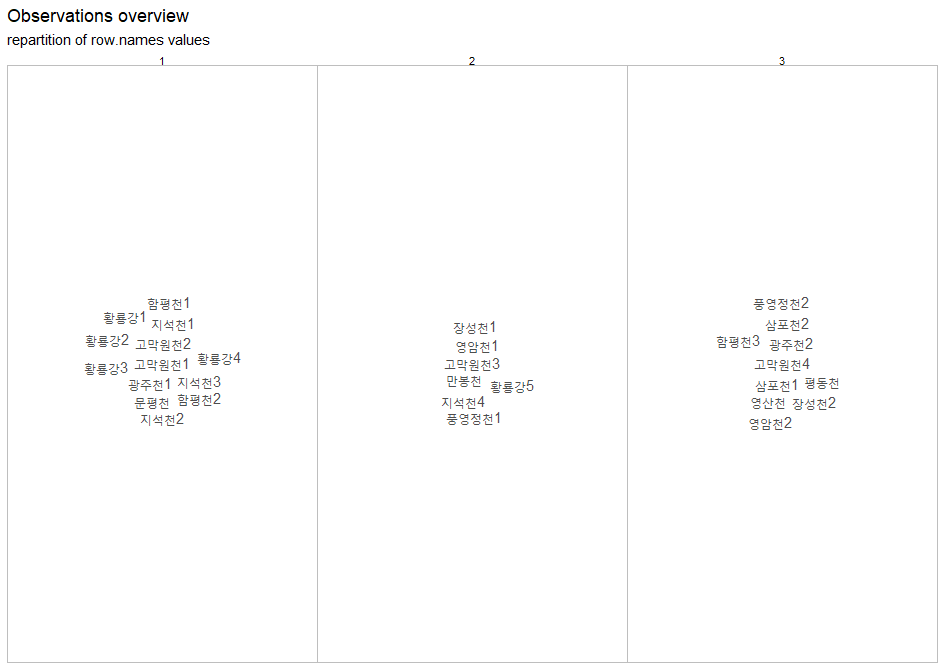 Observations overview
repartition of row.names values
1
2
3
함평천1
황룡강1
지석천1
황룡강2
고막원천2
황룡강3
고막원천1
황룡강4
광주천1
지석천3
문평천
함평천2
지석천2
장성천1
영암천1
고막원천3
만봉천
황룡강5
지석천4
풍영정천1
풍영정천2
삼포천2
함평천3
광주천2
고막원천4
삼포천1
평동천
영산천
장성천2
영암천2